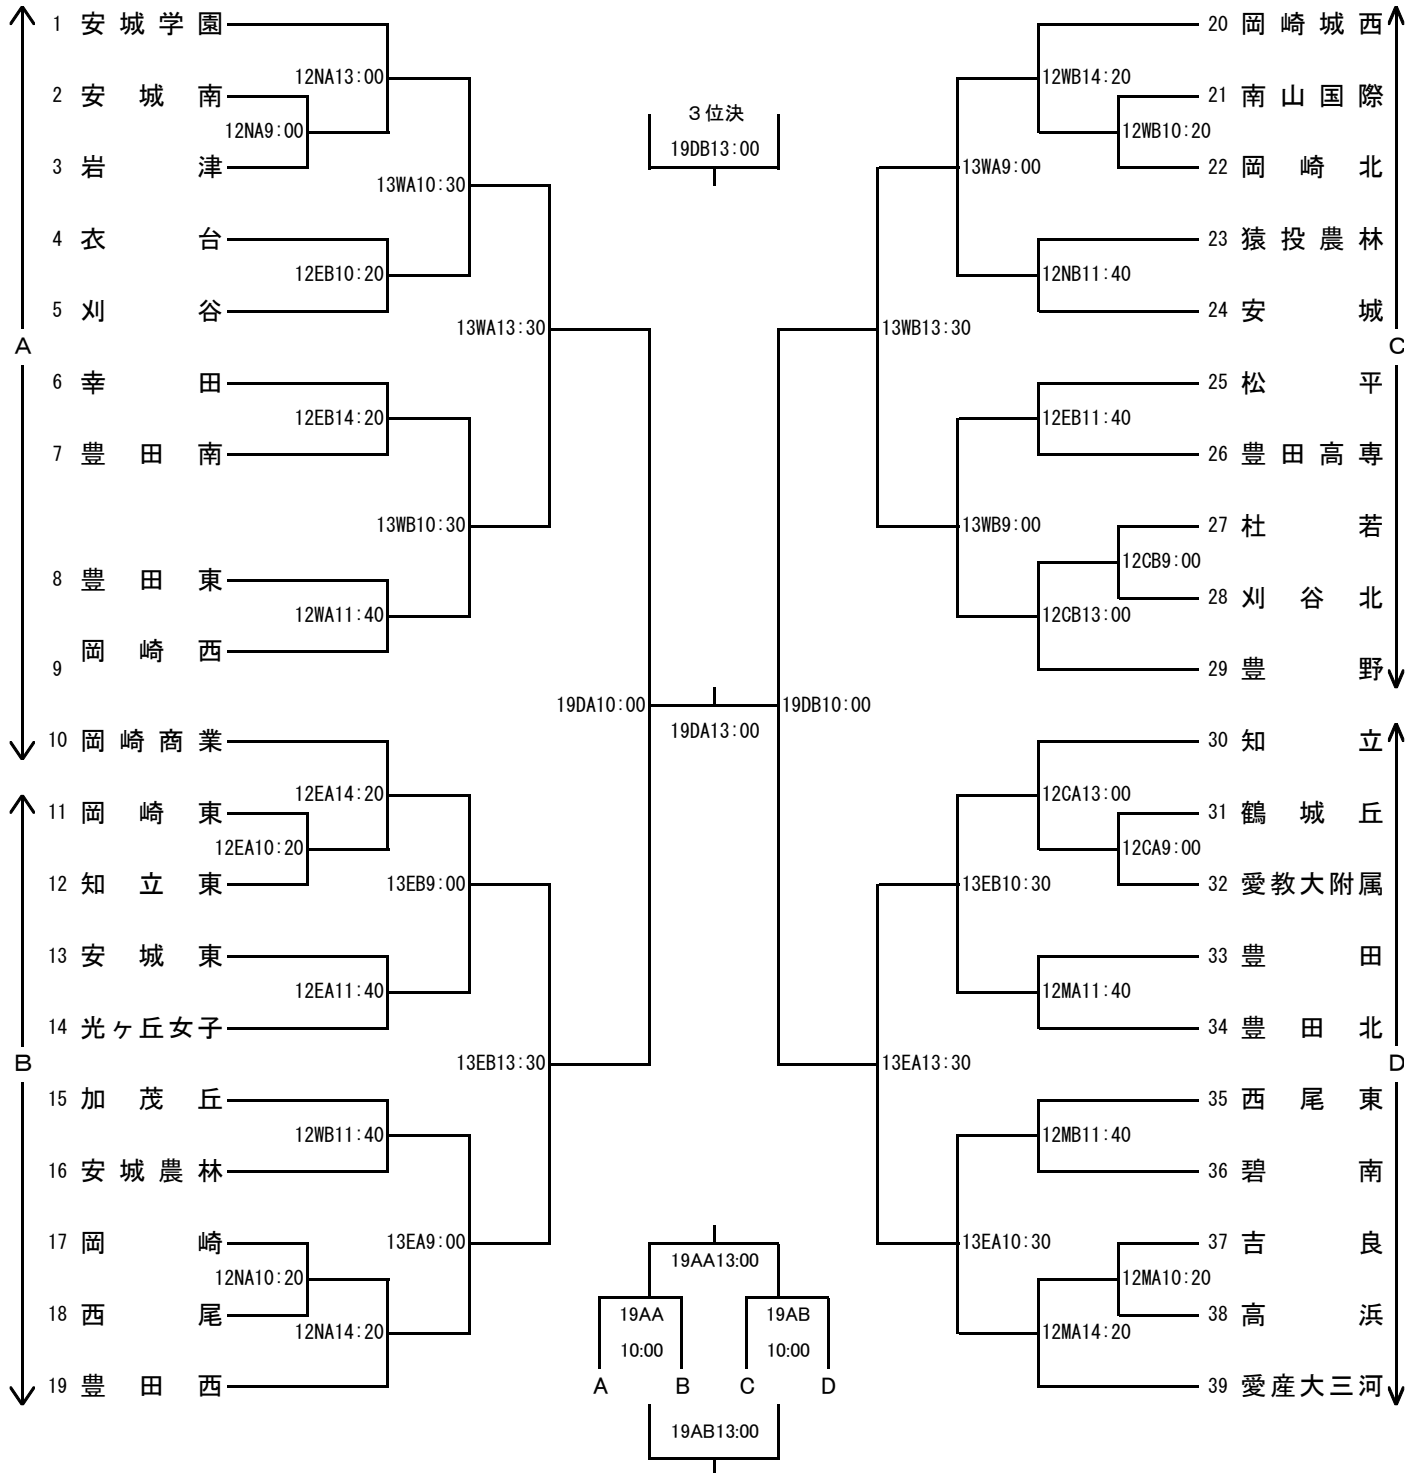 1 安城学園
12NA13:00
2 安城南
12NA9:00
3 岩津
13WA10:30
4 衣台
12EB10:20
5 刈谷
13WA13:30
A
6 幸田
12EB14:20
7 豊田南
13WB10:30
8 豊田東
12WA11:40
9 岡崎西
19DA10:00
10 岡崎商業
12EA14:20
11 岡崎東
12EA10:20
12 知立東
13EB9:00
13 安城東
12EA11:40
14 光ヶ丘女子
B
13EB13:30
15 加茂丘
12WB11:40
16 安城農林
17 岡崎
13EA9:00
12NA10:20
18 西尾
12NA14:20
19 豊田西
3位決
19DB13:00
19DA13:00
19AA13:00
19AA 19AB
10:00 10:00
A B C D
19AB13:00
20 岡崎城西
12WB14:20
21 南山国際
12WB10:20
22 岡崎北
13WA9:00
23 猿投農林
12NB11:40
24 安城
13WB13:30
C
25 松平
12EB11:40
26 豊田高専
27 杜若
13WB9:00
12CB9:00
28 刈谷北
12CB13:00
29 豊野
19DB10:00
30 知立
12CA13:00
31 鶴城丘
12CA9:00
32 愛教大附属
13EB10:30
33 豊田
12MA11:40
34 豊田北
13EA13:30
D
35 西尾東
12MB11:40
36 碧南
37 吉良
13EA10:30
12MA10:20
38 高浜
12MA14:20
39 愛産大三河